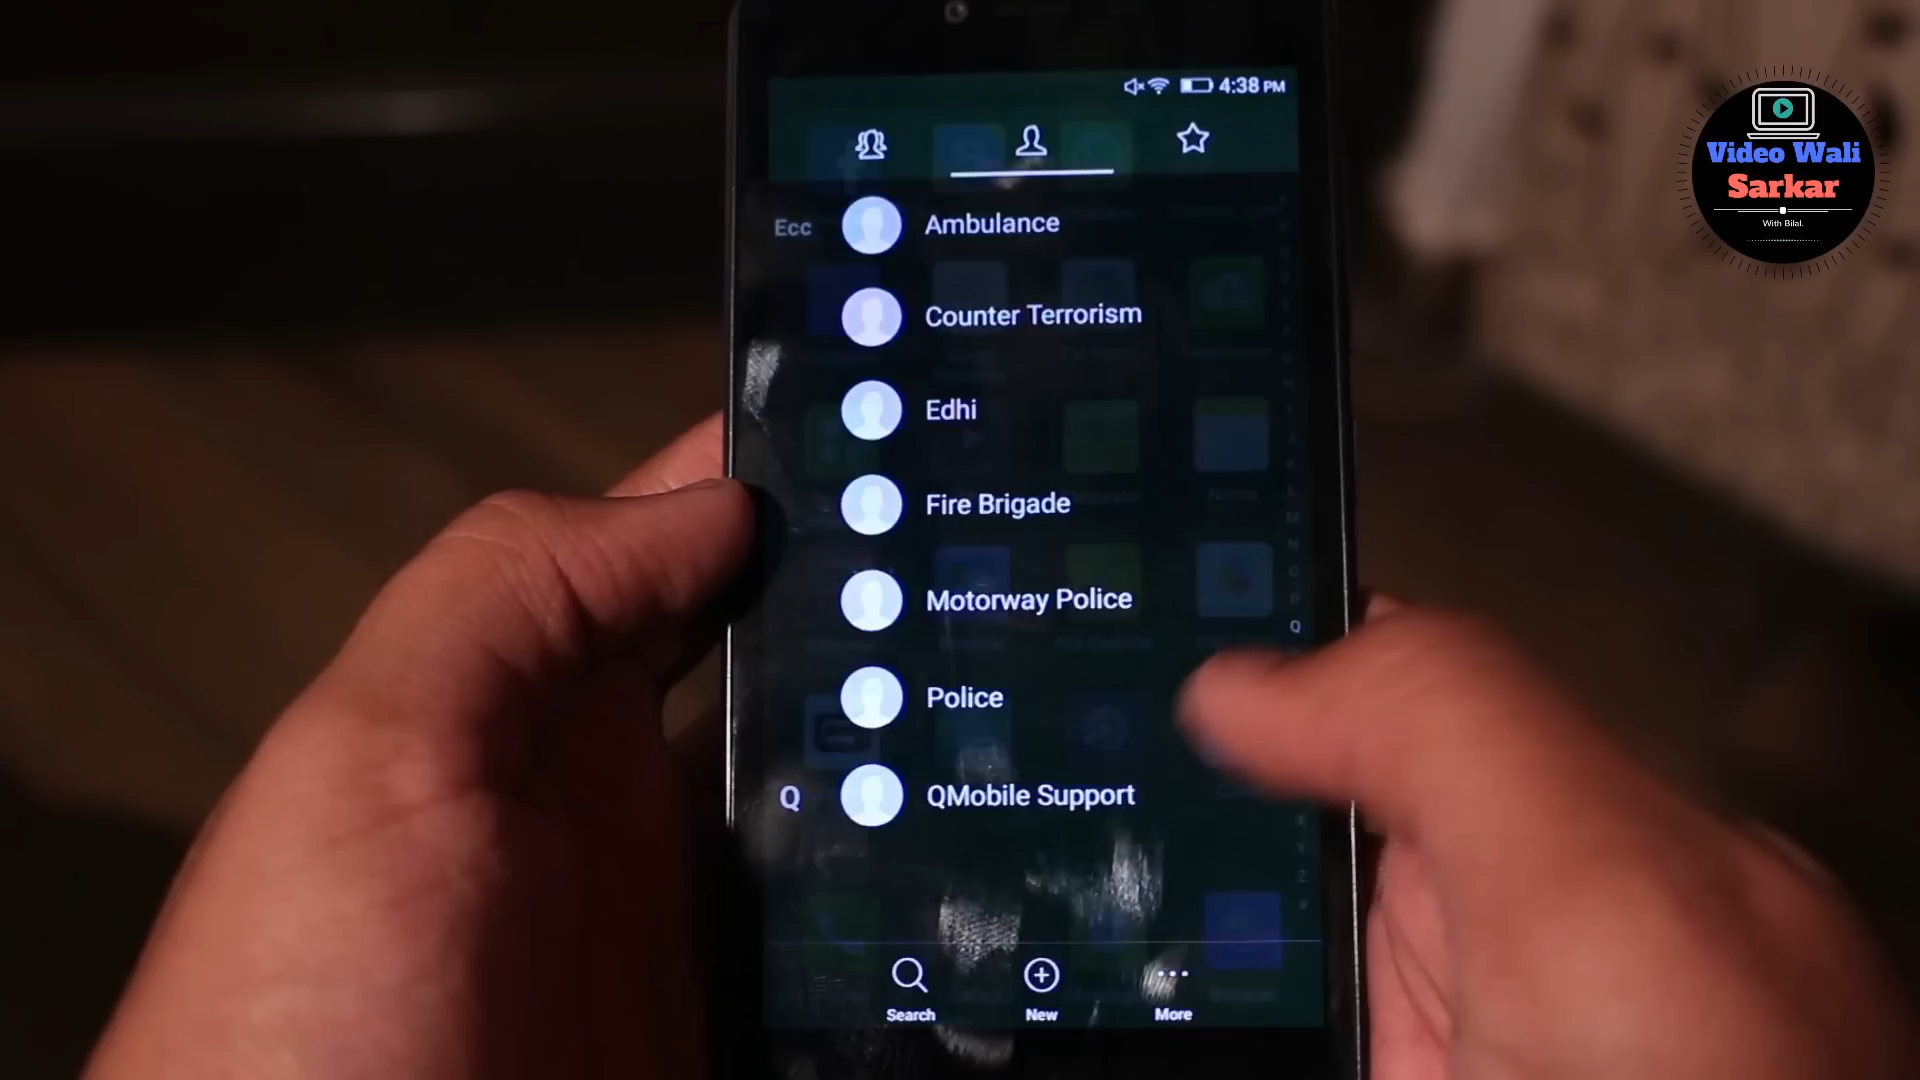 4:38 PM
Ecc
Ambulance
Counter Terrorism
Edhi
Fire Brigade
Motorway Police
Q
Police
Q
QMobile Support
Z
Search
New
More
Video Wali
Sarkar
With Bilal.